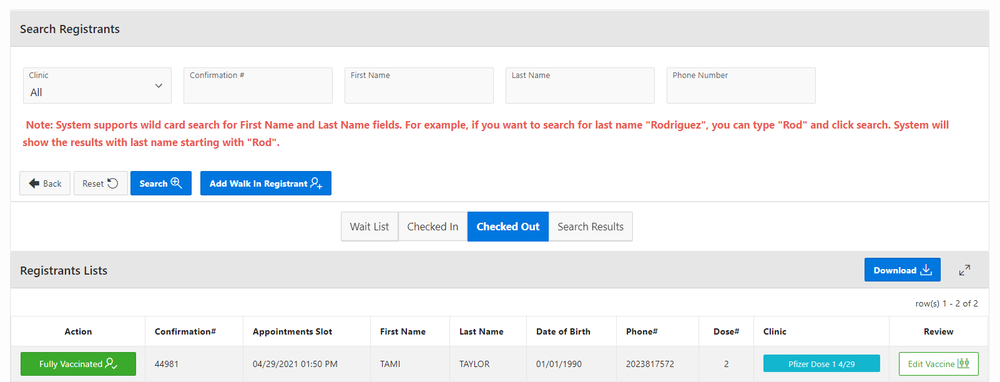 Search Registrants
Clinic
All
Confirmation #
First Name
Last Name
Phone Number
Note: System supports wild card search for First Name and Last Name fields. For example, if you want to search for last name "Rodriguez", you can type "Rod" and click search. System will
show the results with last name starting with "Rod".
Back Reset Search Add Walk In Registrant
Wait List Checked In Checked Out Search Results
Registrants Lists Download
row(s) 1 - 2 of 2
Action Confirmation# Appointments Slot First Name Last Name Date of Birth Phone# Dose# Clinic Review
Fully Vaccinated 44981 04/29/2021 01:50 PM TAMI TAYLOR 01/01/1990 2023817572 2 Pfizer Dose 1 4/29 Edit Vaccine